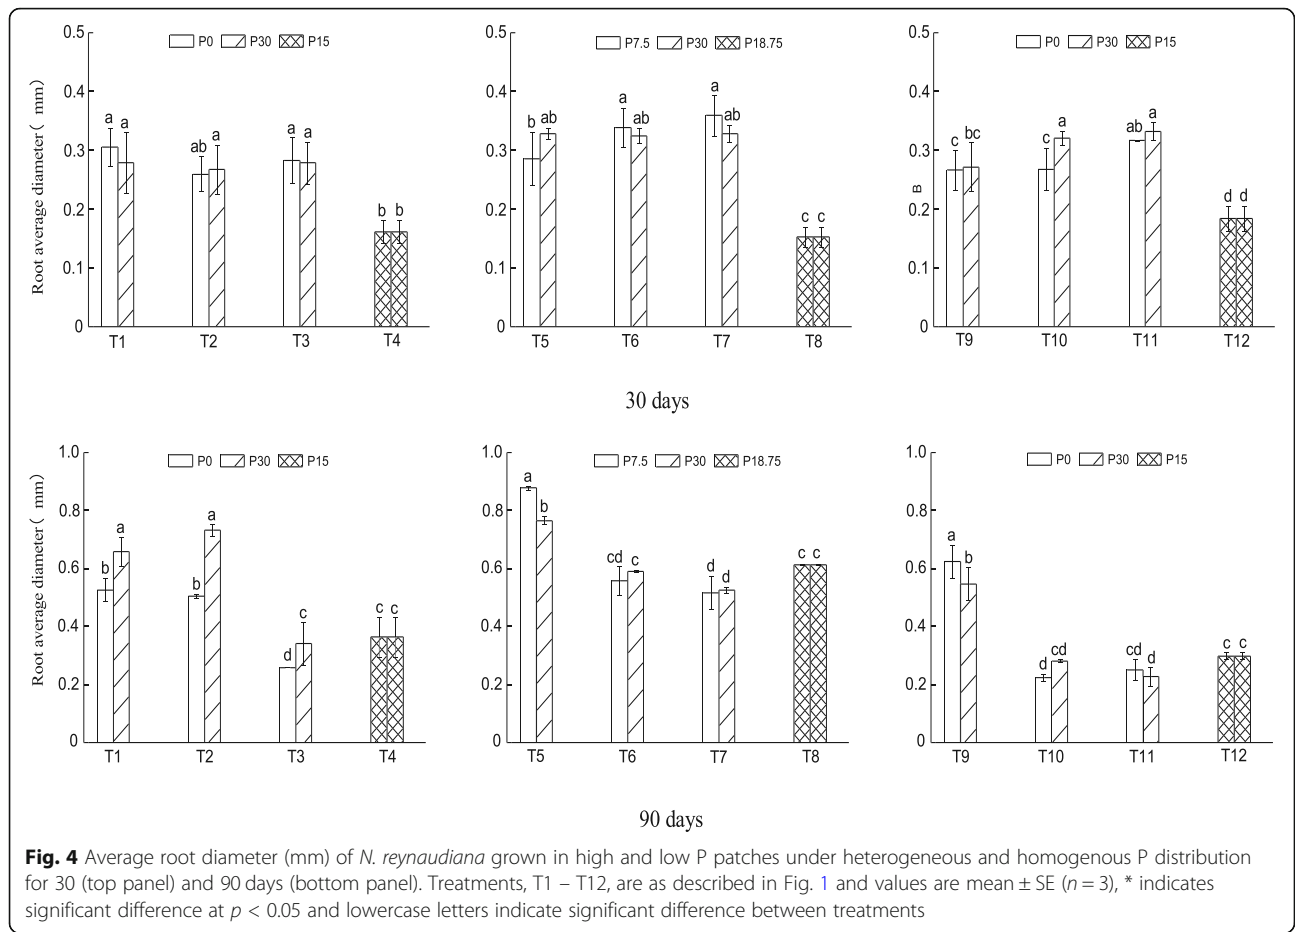 0.5 0.5 0.5
P0 P30 P15 P7.5 P30 P18.75 P0 P30 P15
Root average diameter( mm)
0.4 0.4 0.4
a a ab a a a b b
b ab a ab a ab c c
c bc c a ab a d d
0.3 0.3 0.3
0.2 0.2 B 0.2
0.1 0.1 0.1
0 0 0
T1 T2 T3 T4 T5 T6 T7 T8 T9 T10 T11 T12
30 days
1.0 1.0 1.0
P0 P30 P15 P7.5 P30 P18.75 P0 P30 P15
Root average diameter( mm)
0.8 0.8 0.8
b a b a d c c c
a b cd c d d c c
a b d cd cd d c c
0.6 0.6 0.6
0.4 0.4 0.4
0.2 0.2 0.2
0 0 0
T1 T2 T3 T4 T5 T6 T7 T8 T9 T10 T11 T12
90 days
Fig. 4 Average root diameter (mm) of N. reynaudiana grown in high and low P patches under heterogeneous and homogenous P distribution
for 30 (top panel) and 90 days (bottom panel). Treatments, T1 – T12, are as described in Fig. 1 and values are mean ± SE (n = 3), * indicates
significant difference at p < 0.05 and lowercase letters indicate significant difference between treatments